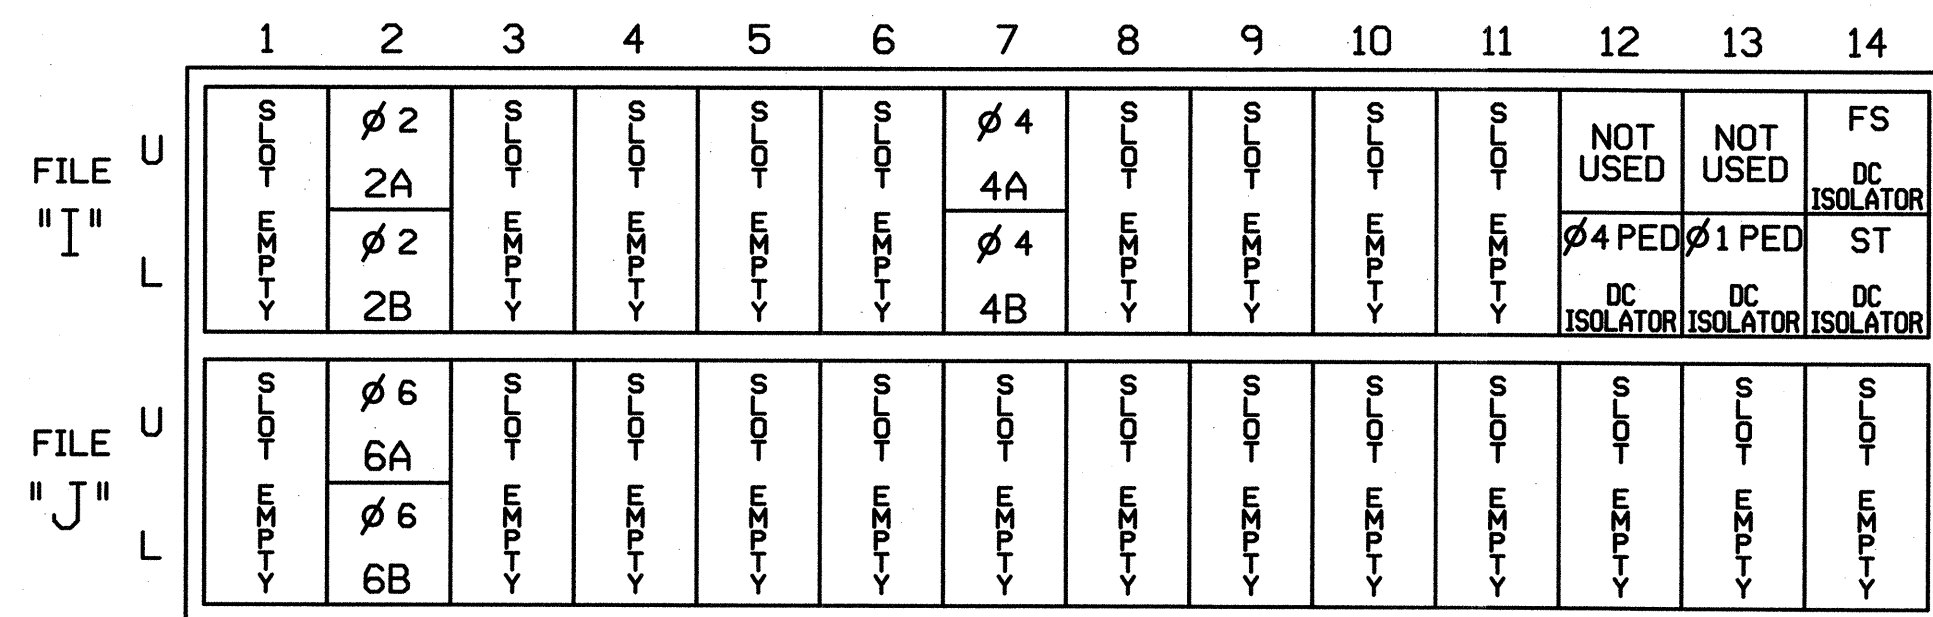 1 2 3 4 5 6 7 8 9 10 11 12 13 14
FILE "I"
U
L
SLOT EMPTY
ø 2
2A
ø 2
2B
SLOT EMPTY
SLOT EMPTY
SLOT EMPTY
SLOT EMPTY
ø 4
4A
ø 4
4B
SLOT EMPTY
SLOT EMPTY
SLOT EMPTY
SLOT EMPTY
NOT
USED
ø4 PED
DC
ISOLATOR
NOT
USED
ø1 PED
DC
ISOLATOR
FS
DC
ISOLATOR
ST
DC
ISOLATOR
FILE "J"
U
L
SLOT EMPTY
ø 6
6A
ø 6
6B
SLOT EMPTY
SLOT EMPTY
SLOT EMPTY
SLOT EMPTY
SLOT EMPTY
SLOT EMPTY
SLOT EMPTY
SLOT EMPTY
SLOT EMPTY
SLOT EMPTY
SLOT EMPTY
SLOT EMPTY